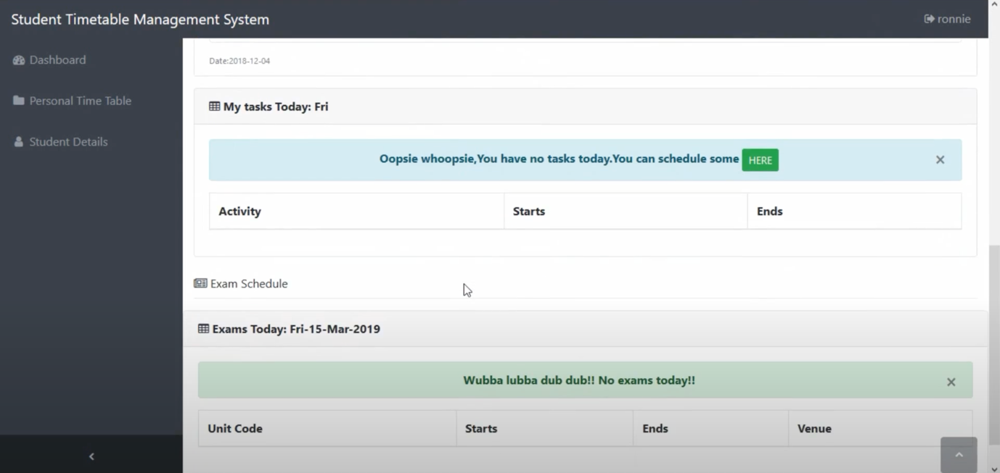 Student Timetable Management System
ronnie
Dashboard
Personal Time Table
Student Details
Date:2018-12-04
My tasks Today: Fri
Oopsie whoopsie,You have no tasks today.You can schedule some HERE
×
Activity Starts Ends
Exam Schedule
Exams Today: Fri-15-Mar-2019
Wubba lubba dub dub!! No exams today!!
×
Unit Code Starts Ends Venue